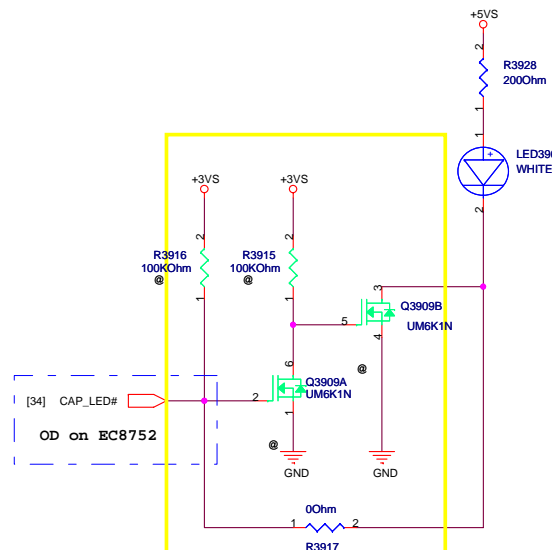 +5VS
2
R3928
200Ohm
1
1
+
WHITE
2
+3VS
+3VS
2
2
R3916
100KOhm
@
1
R3915
100KOhm
@
1
3
Q3909B
UM6K1N
5
4
6
Q3909A
UM6K1N
@
2
1
[34] CAP_LED#
OD on EC8752
@
GND
GND
0Ohm
1
2
R3917